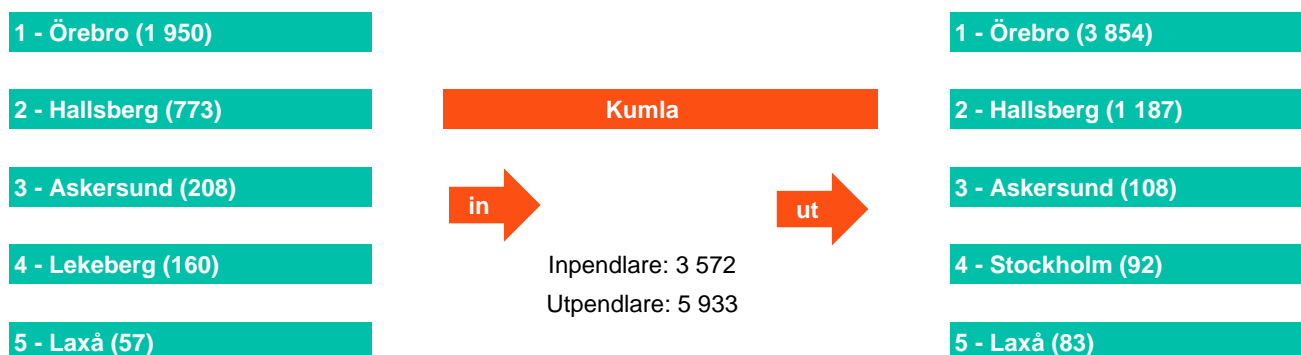 1 - Örebro (1 950)
2 - Hallsberg (773)
3 - Askersund (208)
4 - Lekeberg (160)
5 - Laxå (57)
Kumla
in
ut
Inpendlare: 3 572
Utpendlare: 5 933
1 - Örebro (3 854)
2 - Hallsberg (1 187)
3 - Askersund (108)
4 - Stockholm (92)
5 - Laxå (83)